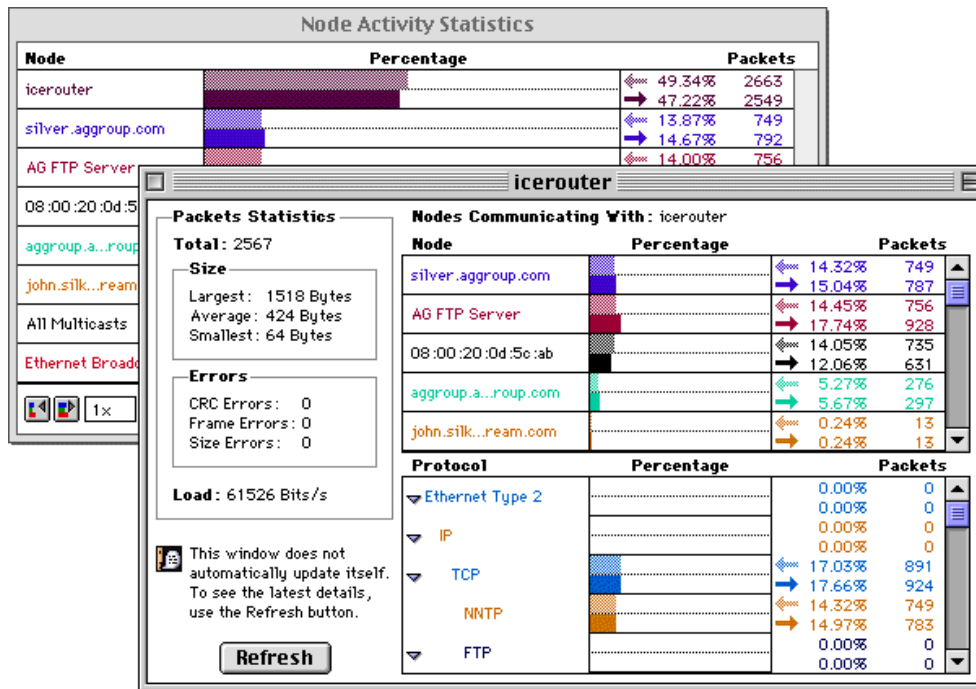 Node Activity Statistics
Node Percentage Packets
icerouter 49.34% 2663
47.22% 2549
silver.aggroup.com 13.87% 749
14.67% 792
AG FTP Server 14.00% 756
08:00:20:0d:5
aggroup.a...roup
john.silk...ream
All Multicasts
Ethernet Broadc
1x
icerouter
Packets Statistics
Total: 2567
Size
Largest: 1518 Bytes
Average: 424 Bytes
Smallest: 64 Bytes
Errors
CRC Errors: 0
Frame Errors: 0
Size Errors: 0
Load: 61526 Bits/s
This window does not
automatically update itself.
To see the latest details,
use the Refresh button.
Refresh
Nodes Communicating With: icerouter
Node Percentage Packets
silver.aggroup.com 14.32% 749
15.04% 787
AG FTP Server 14.45% 756
17.74% 928
08:00:20:0d:5c:ab 14.05% 735
12.06% 631
aggroup.a...roup.com 5.27% 276
5.67% 297
john.silk...ream.com 0.24% 13
0.24% 13
Protocol Percentage Packets
Ethernet Type 2 0.00% 0
0.00% 0
IP 0.00% 0
0.00% 0
TCP 17.03% 891
17.66% 924
NNTP 14.32% 749
14.97% 783
FTP 0.00% 0
0.00% 0